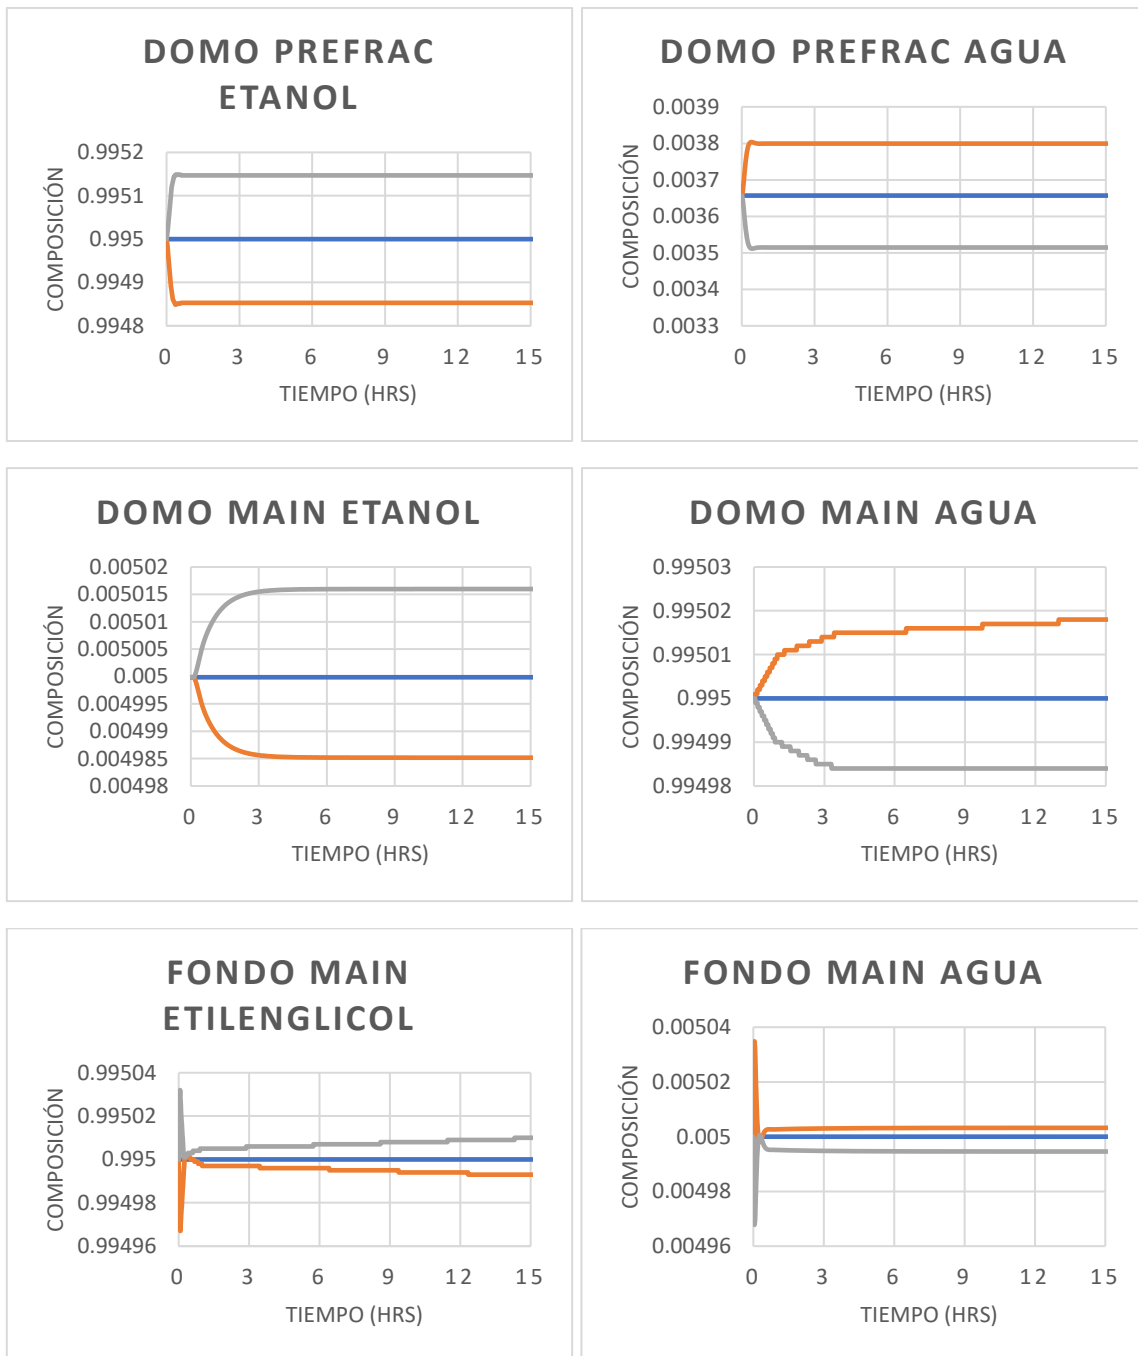 DOMO PREFRAC
ETANOL
0.9952
0.9951
0.995
0.9949
0.9948
COMPOSICIÓN
0 3 6 9 12 15
TIEMPO (HRS)
DOMO PREFRAC AGUA
0.0039
0.0038
0.0037
0.0036
0.0035
0.0034
0.0033
COMPOSICIÓN
0 3 6 9 12 15
TIEMPO (HRS)
DOMO MAIN ETANOL
0.00502
0.005015
0.00501
0.005005
0.005
0.004995
0.00499
0.004985
0.00498
COMPOSICIÓN
0 3 6 9 12 15
TIEMPO (HRS)
DOMO MAIN AGUA
0.99503
0.99502
0.99501
0.995
0.99499
0.99498
COMPOSICIÓN
0 3 6 9 12 15
TIEMPO (HRS)
FONDO MAIN
ETILENGLICOL
0.99504
0.99502
0.995
0.99498
0.99496
COMPOSICIÓN
0 3 6 9 12 15
TIEMPO (HRS)
FONDO MAIN AGUA
0.00504
0.00502
0.005
0.00498
0.00496
COMPOSICIÓN
0 3 6 9 12 15
TIEMPO (HRS)